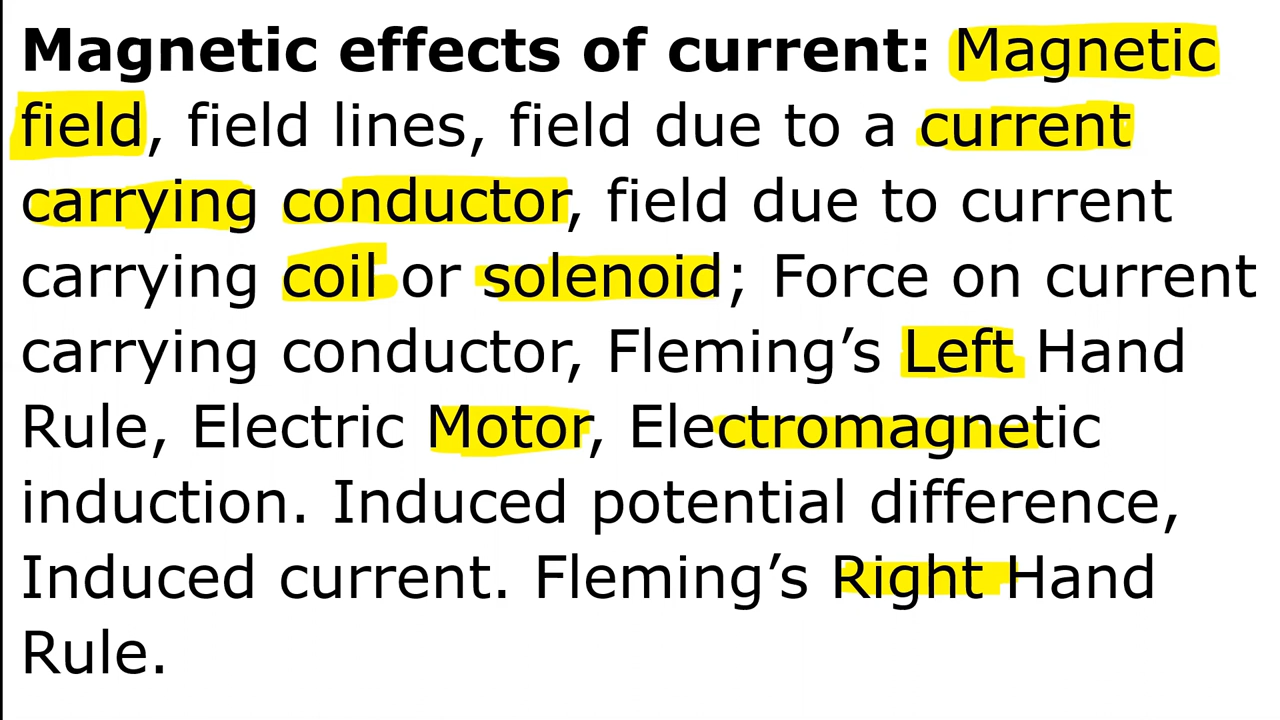 Magnetic effects of current: Magnetic
field, field lines, field due to a current
carrying conductor, field due to current
carrying coil or solenoid; Force on current
carrying conductor, Fleming’s Left Hand
Rule, Electric Motor, Electromagnetic
induction. Induced potential difference,
Induced current. Fleming’s Right Hand
Rule.